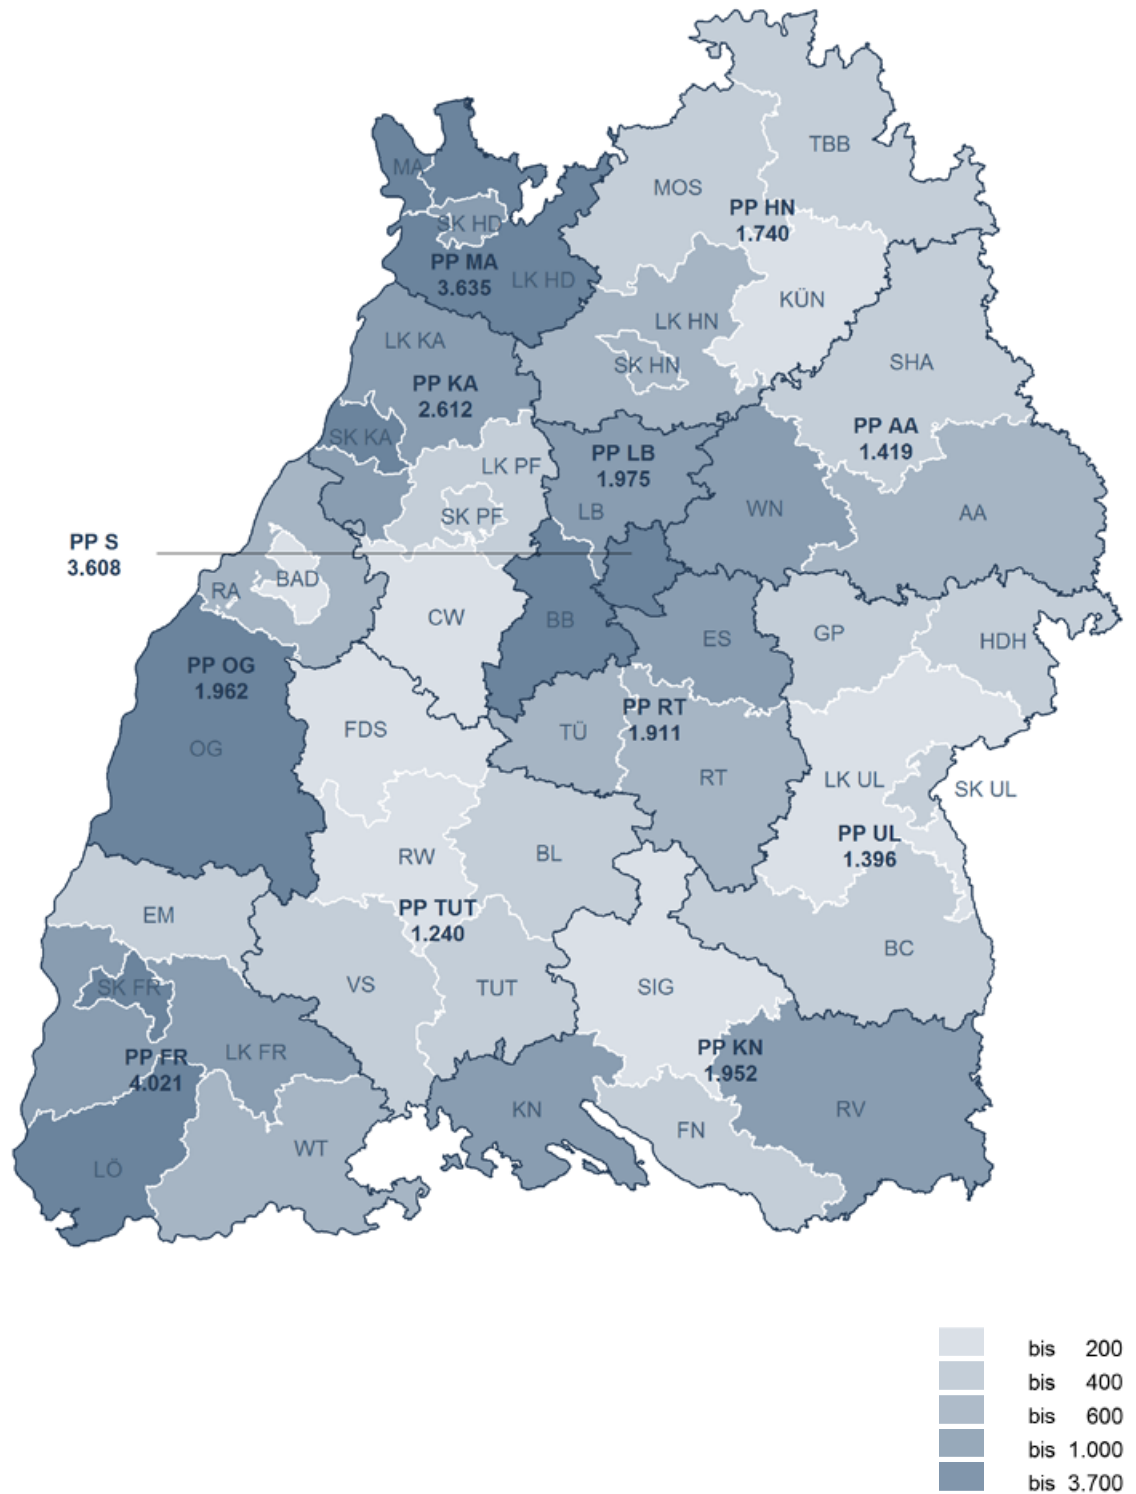 TBB
MA
MOS
PP HN
1.740
SK HD
PP MA
3.635
LK HD
KÜN
LK HN
LK KA
SK HN
SHA
PP KA
2.612
SK KA
PP AA
1.419
PP LB
1.975
LK PF
SK PF
LB
WN
AA
PP S
3.608
RA
BAD
CW
BB
ES
GP
HDH
PP OG
1.962
OG
FDS
TÜ
PP RT
1.911
RT
LK UL
SK UL
PP UL
1.396
RW
BL
EM
PP TUT
1.240
BC
VS
TUT
SIG
SK FR
LK FR
PP FR
4.021
PP KN
1.952
KN
FN
RV
LÖ
WT
bis 200
bis 400
bis 600
bis 1.000
bis 3.700